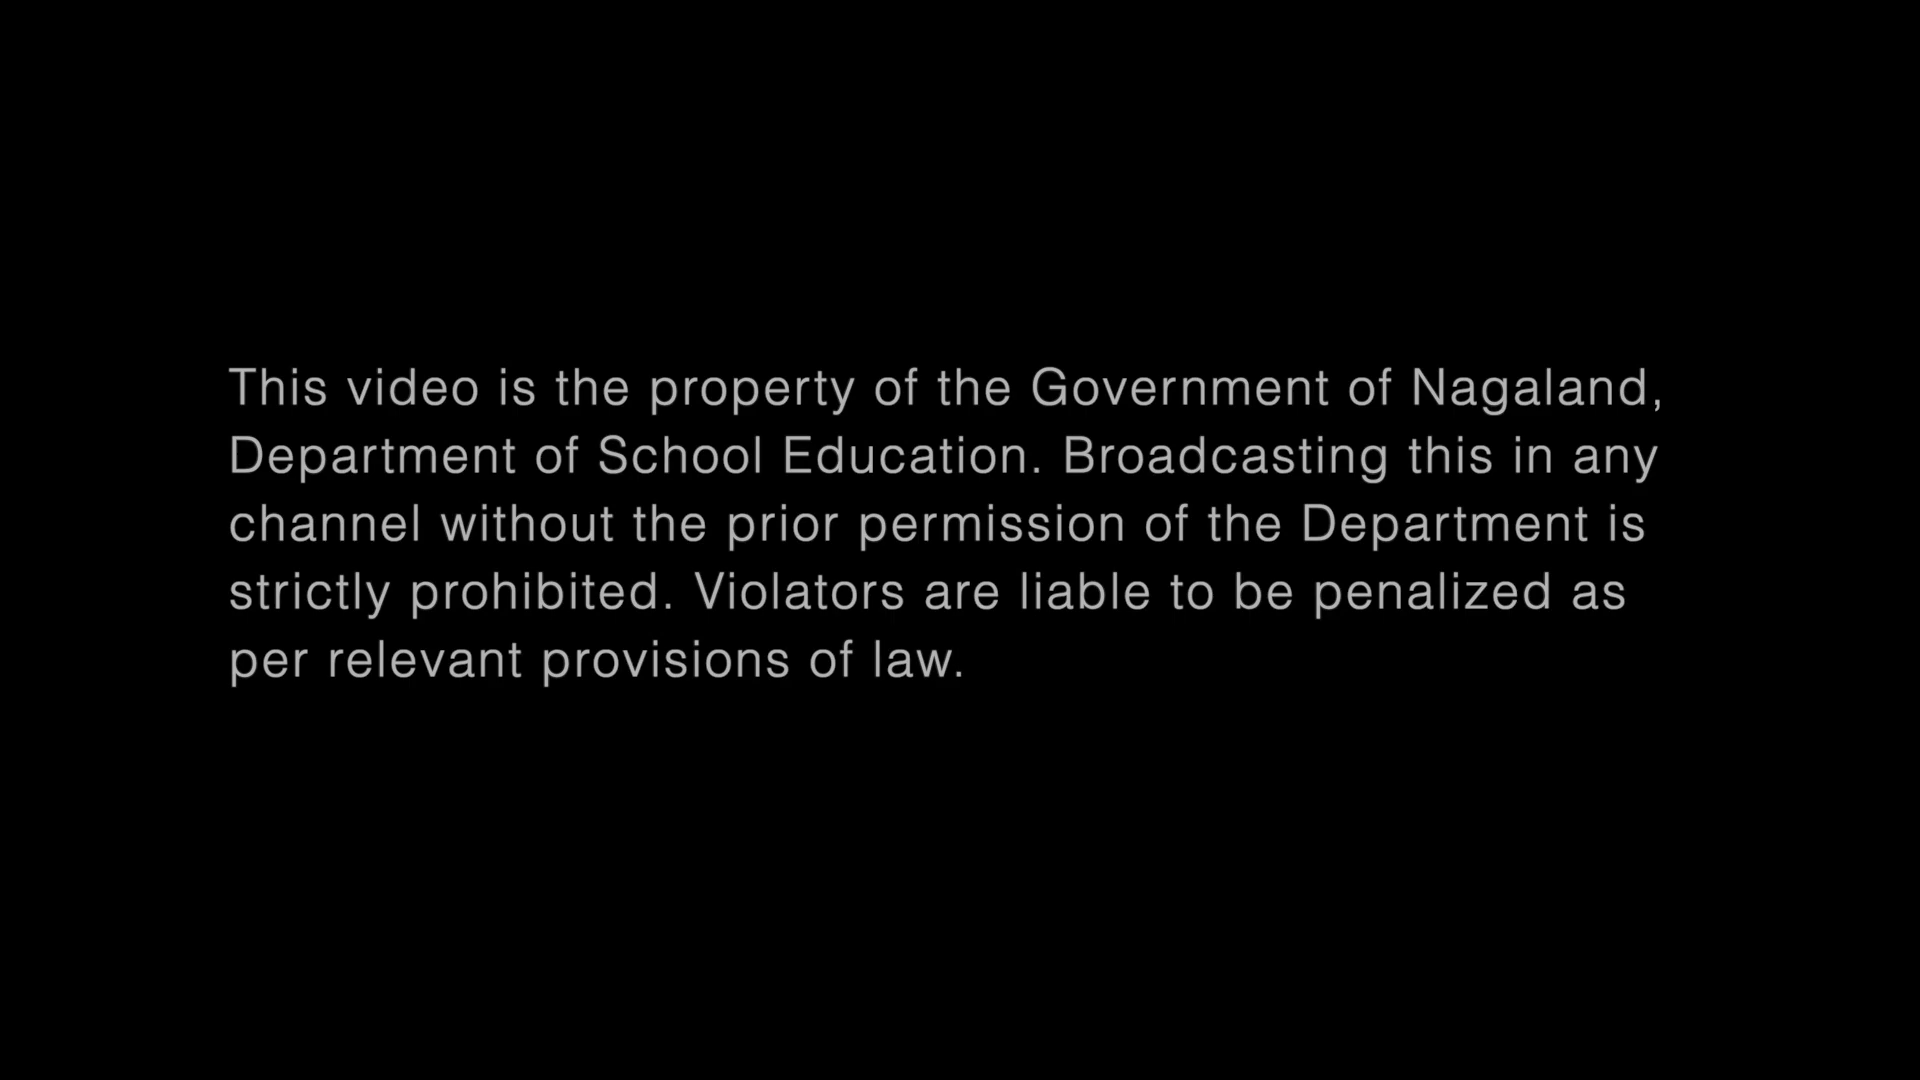 This video is the property of the Government of Nagaland,
Department of School Education. Broadcasting this in any
channel without the prior permission of the Department is
strictly prohibited. Violators are liable to be penalized as
per relevant provisions of law.